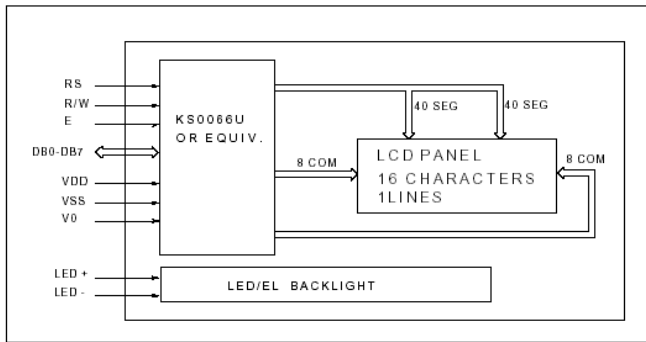 RS
R/W
E
DB0-DB7
VDD
VSS
V0
LED +
LED -
KS0066U
OR EQUIV.
40 SEG
40 SEG
8 COM
8 COM
LCD PANEL
16 CHARACTERS
1LINES
LED/EL BACKLIGHT